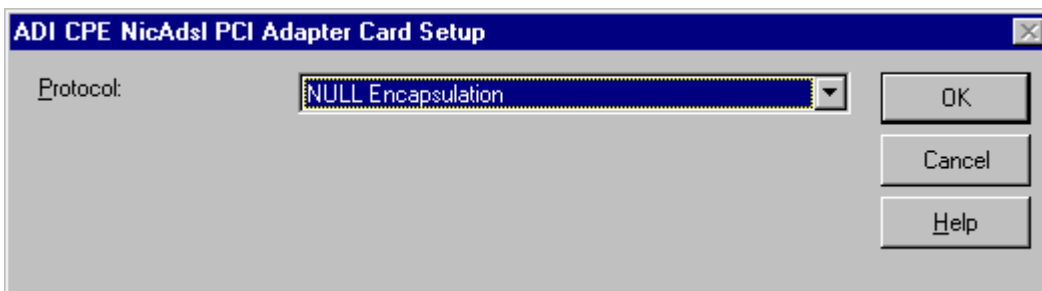 ADI CPE NicAdsl PCI Adapter Card Setup
Protocol:
NULL Encapsulation
OK
Cancel
Help